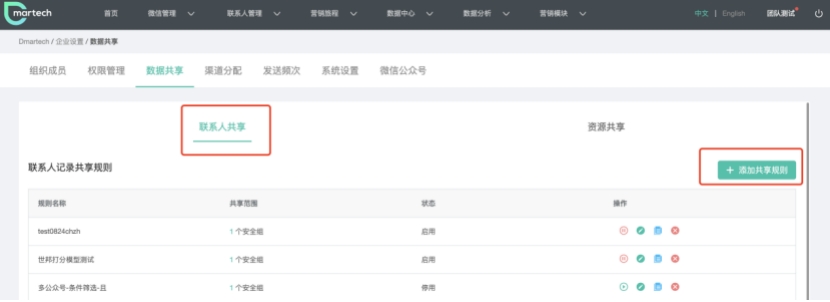 martech 首页 微信管理 联系人管理 营销旅程 数据中心 数据分析 营销模块 中文 | English 团队测试
Dmartech / 企业设置 / 数据共享
组织成员 权限管理 数据共享 渠道分配 发送频次 系统设置 微信公众号
联系人共享 资源共享
联系人记录共享规则 + 添加共享规则
规则名称 共享范围 状态 操作
test0824chzh 1 个安全组 启用
世邦打分模型测试 1 个安全组 启用
多公众号-条件筛选-且 1 个安全组 停用